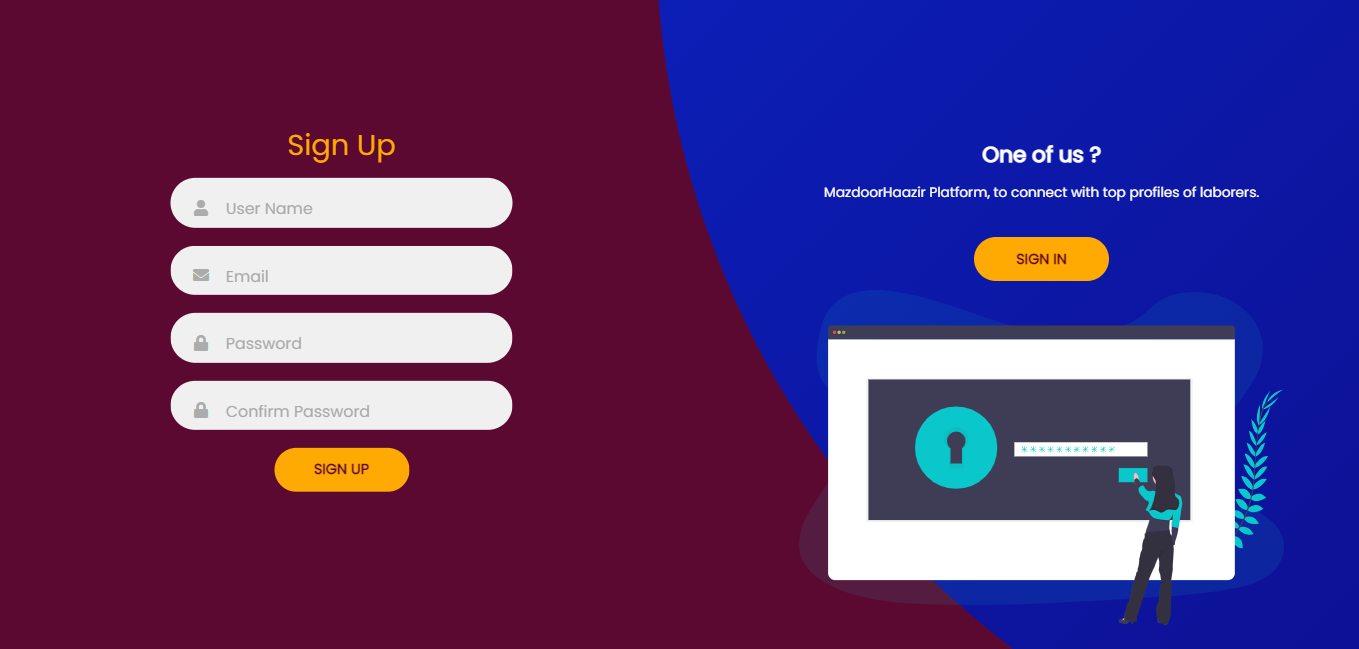 Sign Up
User Name
Email
Password
Confirm Password
SIGN UP
One of us ?
MazdoorHaazir Platform, to connect with top profiles of laborers.
SIGN IN
***********